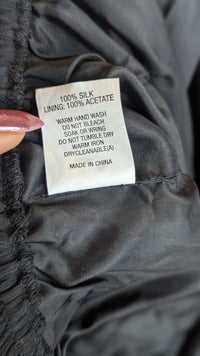 100% SILK
LINING: 100% ACETATE
WARM HAND WASH
DO NOT BLEACH
SOAK OR WRING
DO NOT TUMBLE DRY
WARM IRON
DRYCLEANABLE(A)
MADE IN CHINA